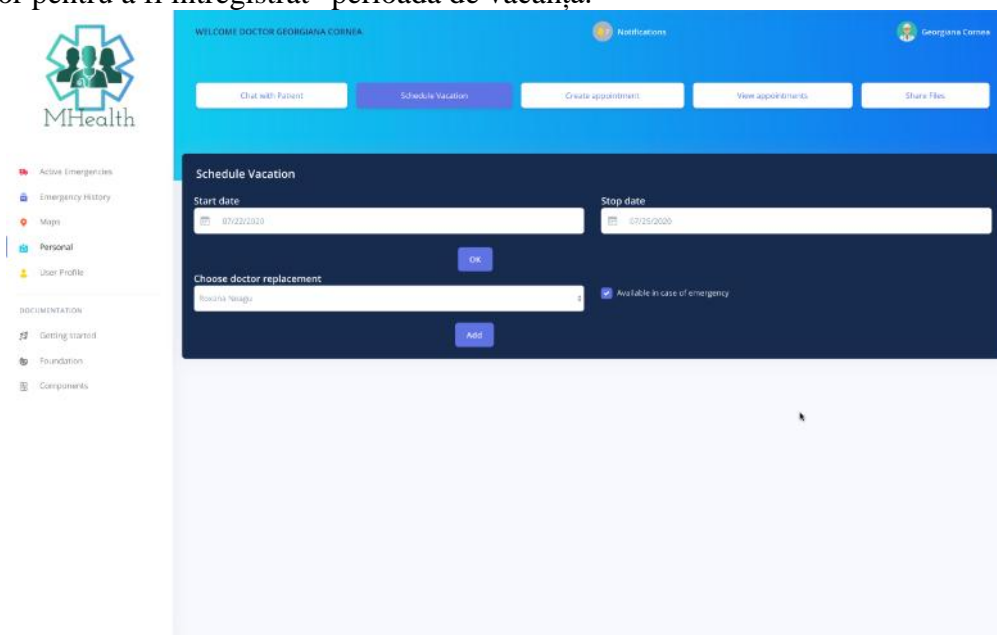 or pentru a fi înregistrat perioada de vacanță.
WELCOME DOCTOR GEORGIANA CORNEA
Notifications
Georgiana Cornea
Chat with Patient
Schedule Vacation
Create appointment
View appointments
Share Files
MHealth
Active Emergencies
Emergency History
Maps
Personal
User Profile
DOCUMENTATION
Getting started
Foundation
Components
Schedule Vacation
Start date
Stop date
07/22/2020
07/25/2020
OK
Choose doctor replacement
Roxana
Available in case of emergency
Add